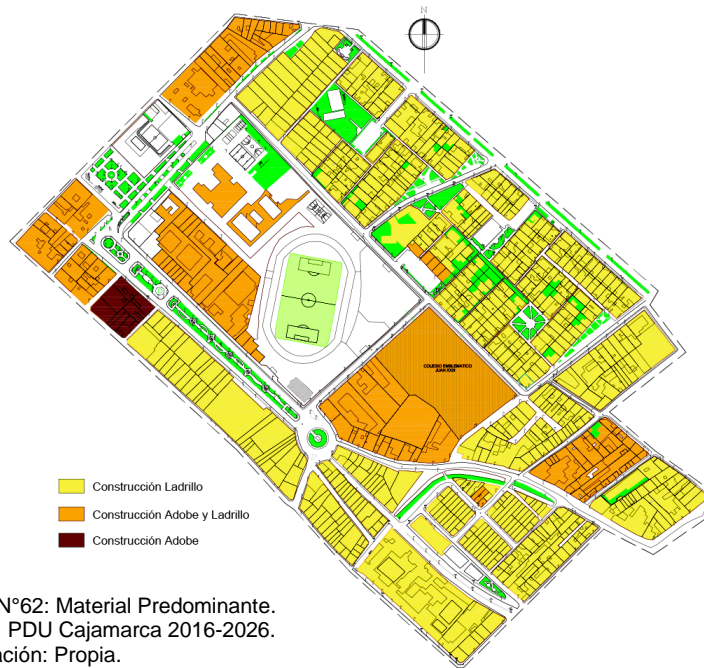 N
COLEGIO EMBLEMATICO
JUAN XXIII
Construcción Ladrillo
Construcción Adobe y Ladrillo
Construcción Adobe
N°62: Material Predominante.
PDU Cajamarca 2016-2026.
ación: Propia.